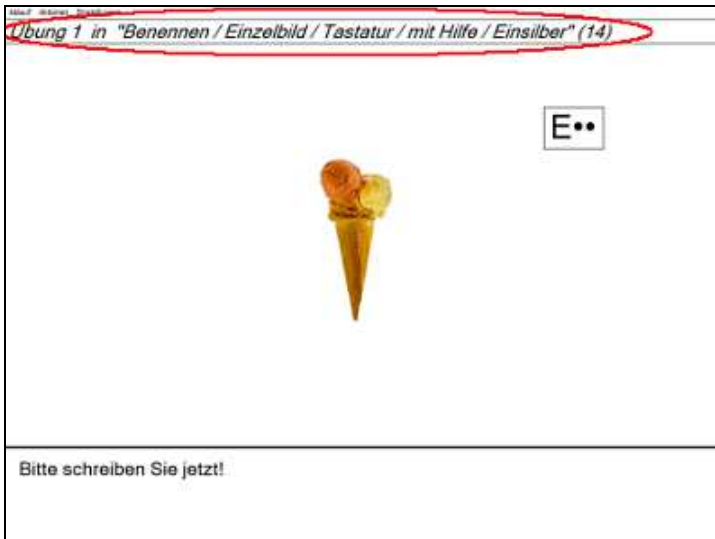 Übung 1 in "Benennen / Einzelbild / Tastatur / mit Hilfe / Einsilber" (14)
E••
Bitte schreiben Sie jetzt!